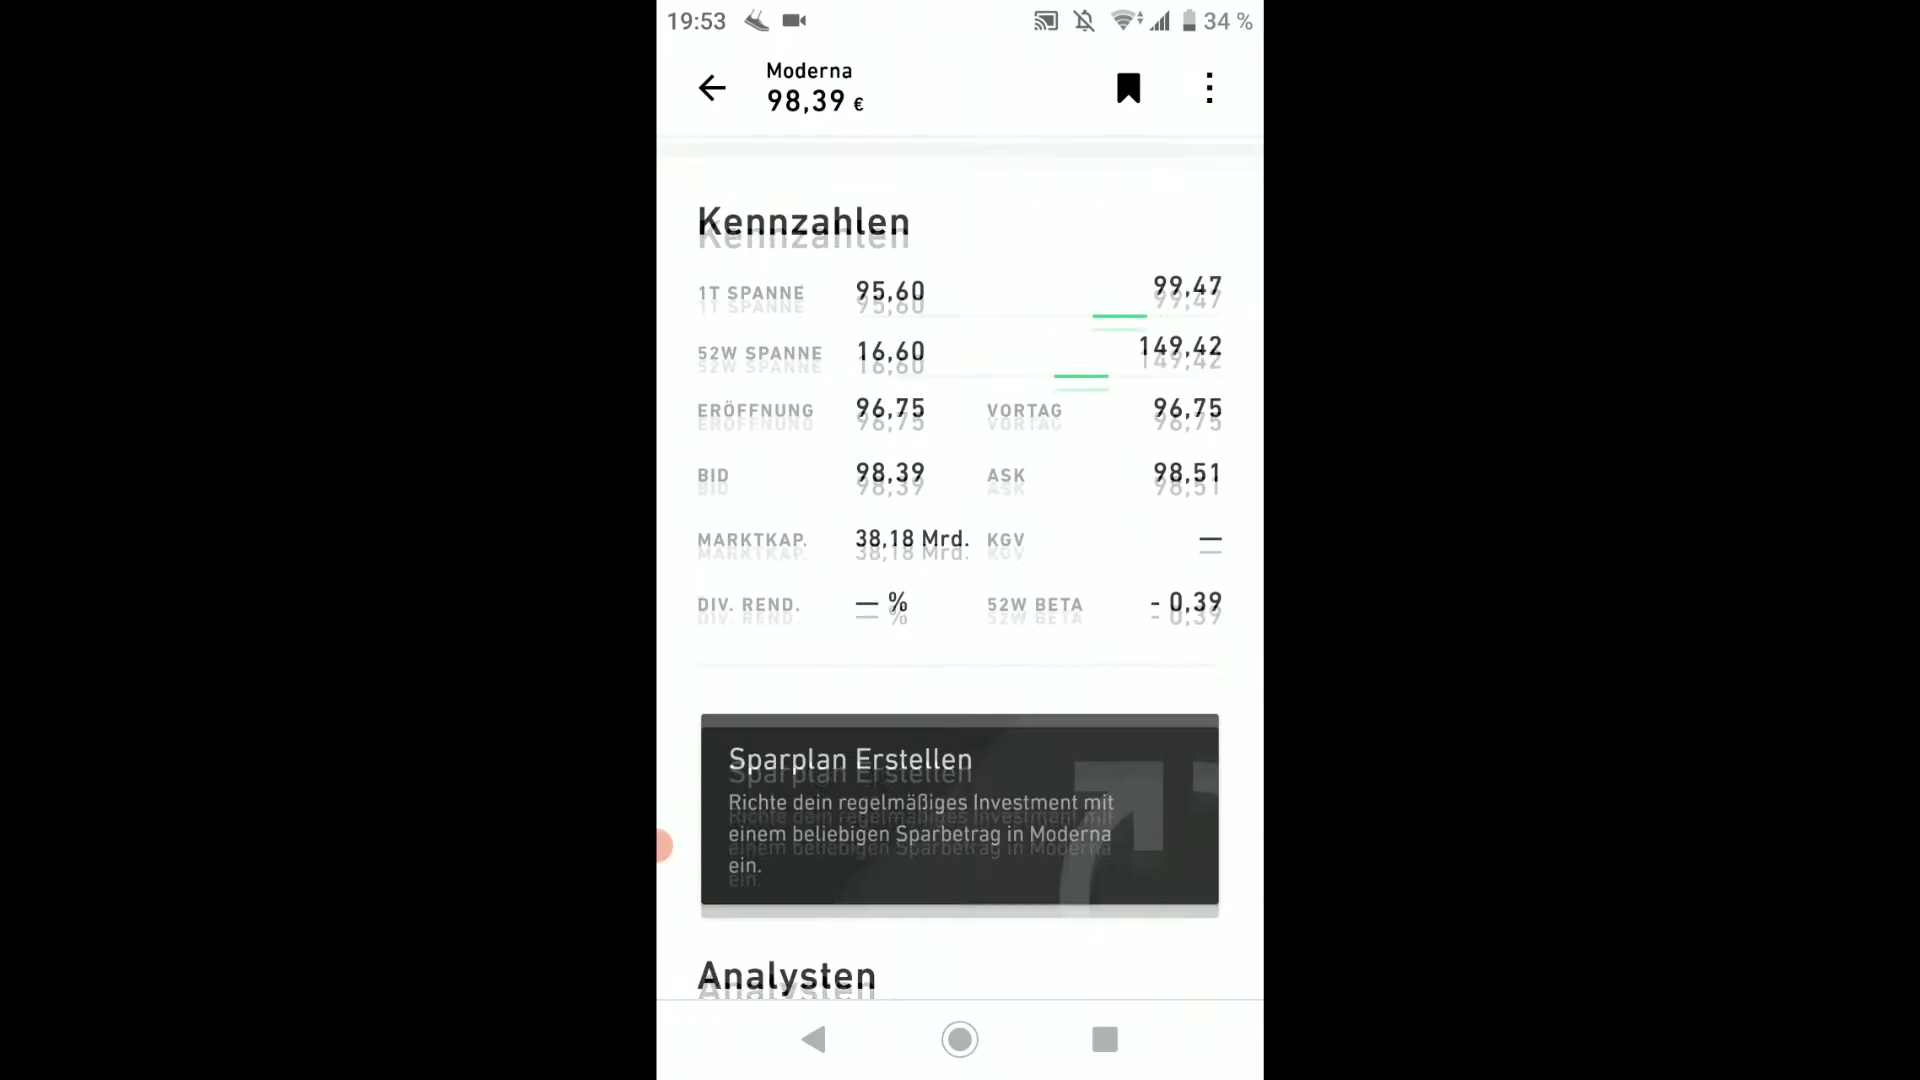 19:53 34 %
Moderna
98,39 €
Kennzahlen
1T SPANNE 95,60 99,47
52W SPANNE 16,60 149,42
ERÖFFNUNG 96,75 VORTAG 96,75
BID 98,39 ASK 98,51
MARKTKAP. 38,18 Mrd. KGV —
DIV. REND. — % 52W BETA - 0,39
Sparplan Erstellen
Richte dein regelmäßiges Investment mit
einem beliebigen Sparbetrag in Moderna
ein.
Analysten